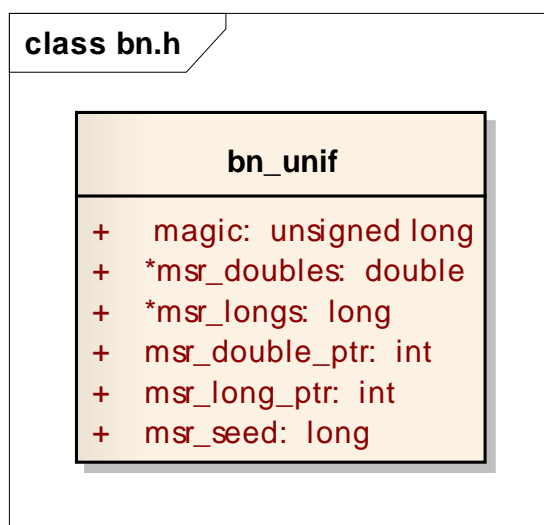 class bn.h
bn_unif
+ magic: unsigned long
+ *msr_doubles: double
+ *msr_longs: long
+ msr_double_ptr: int
+ msr_long_ptr: int
+ msr_seed: long